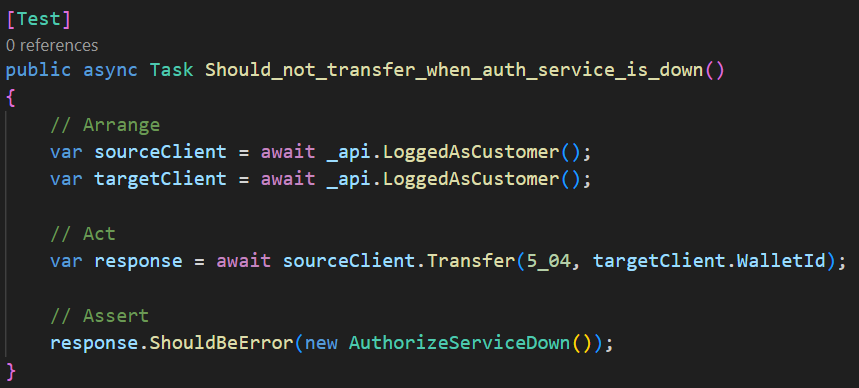 [Test]
0 references
public async Task Should_not_transfer_when_auth_service_is_down()
{
    // Arrange
    var sourceClient = await _api.LoggedAsCustomer();
    var targetClient = await _api.LoggedAsCustomer();

    // Act
    var response = await sourceClient.Transfer(5_04, targetClient.WalletId);

    // Assert
    response.ShouldBeError(new AuthorizeServiceDown());
}